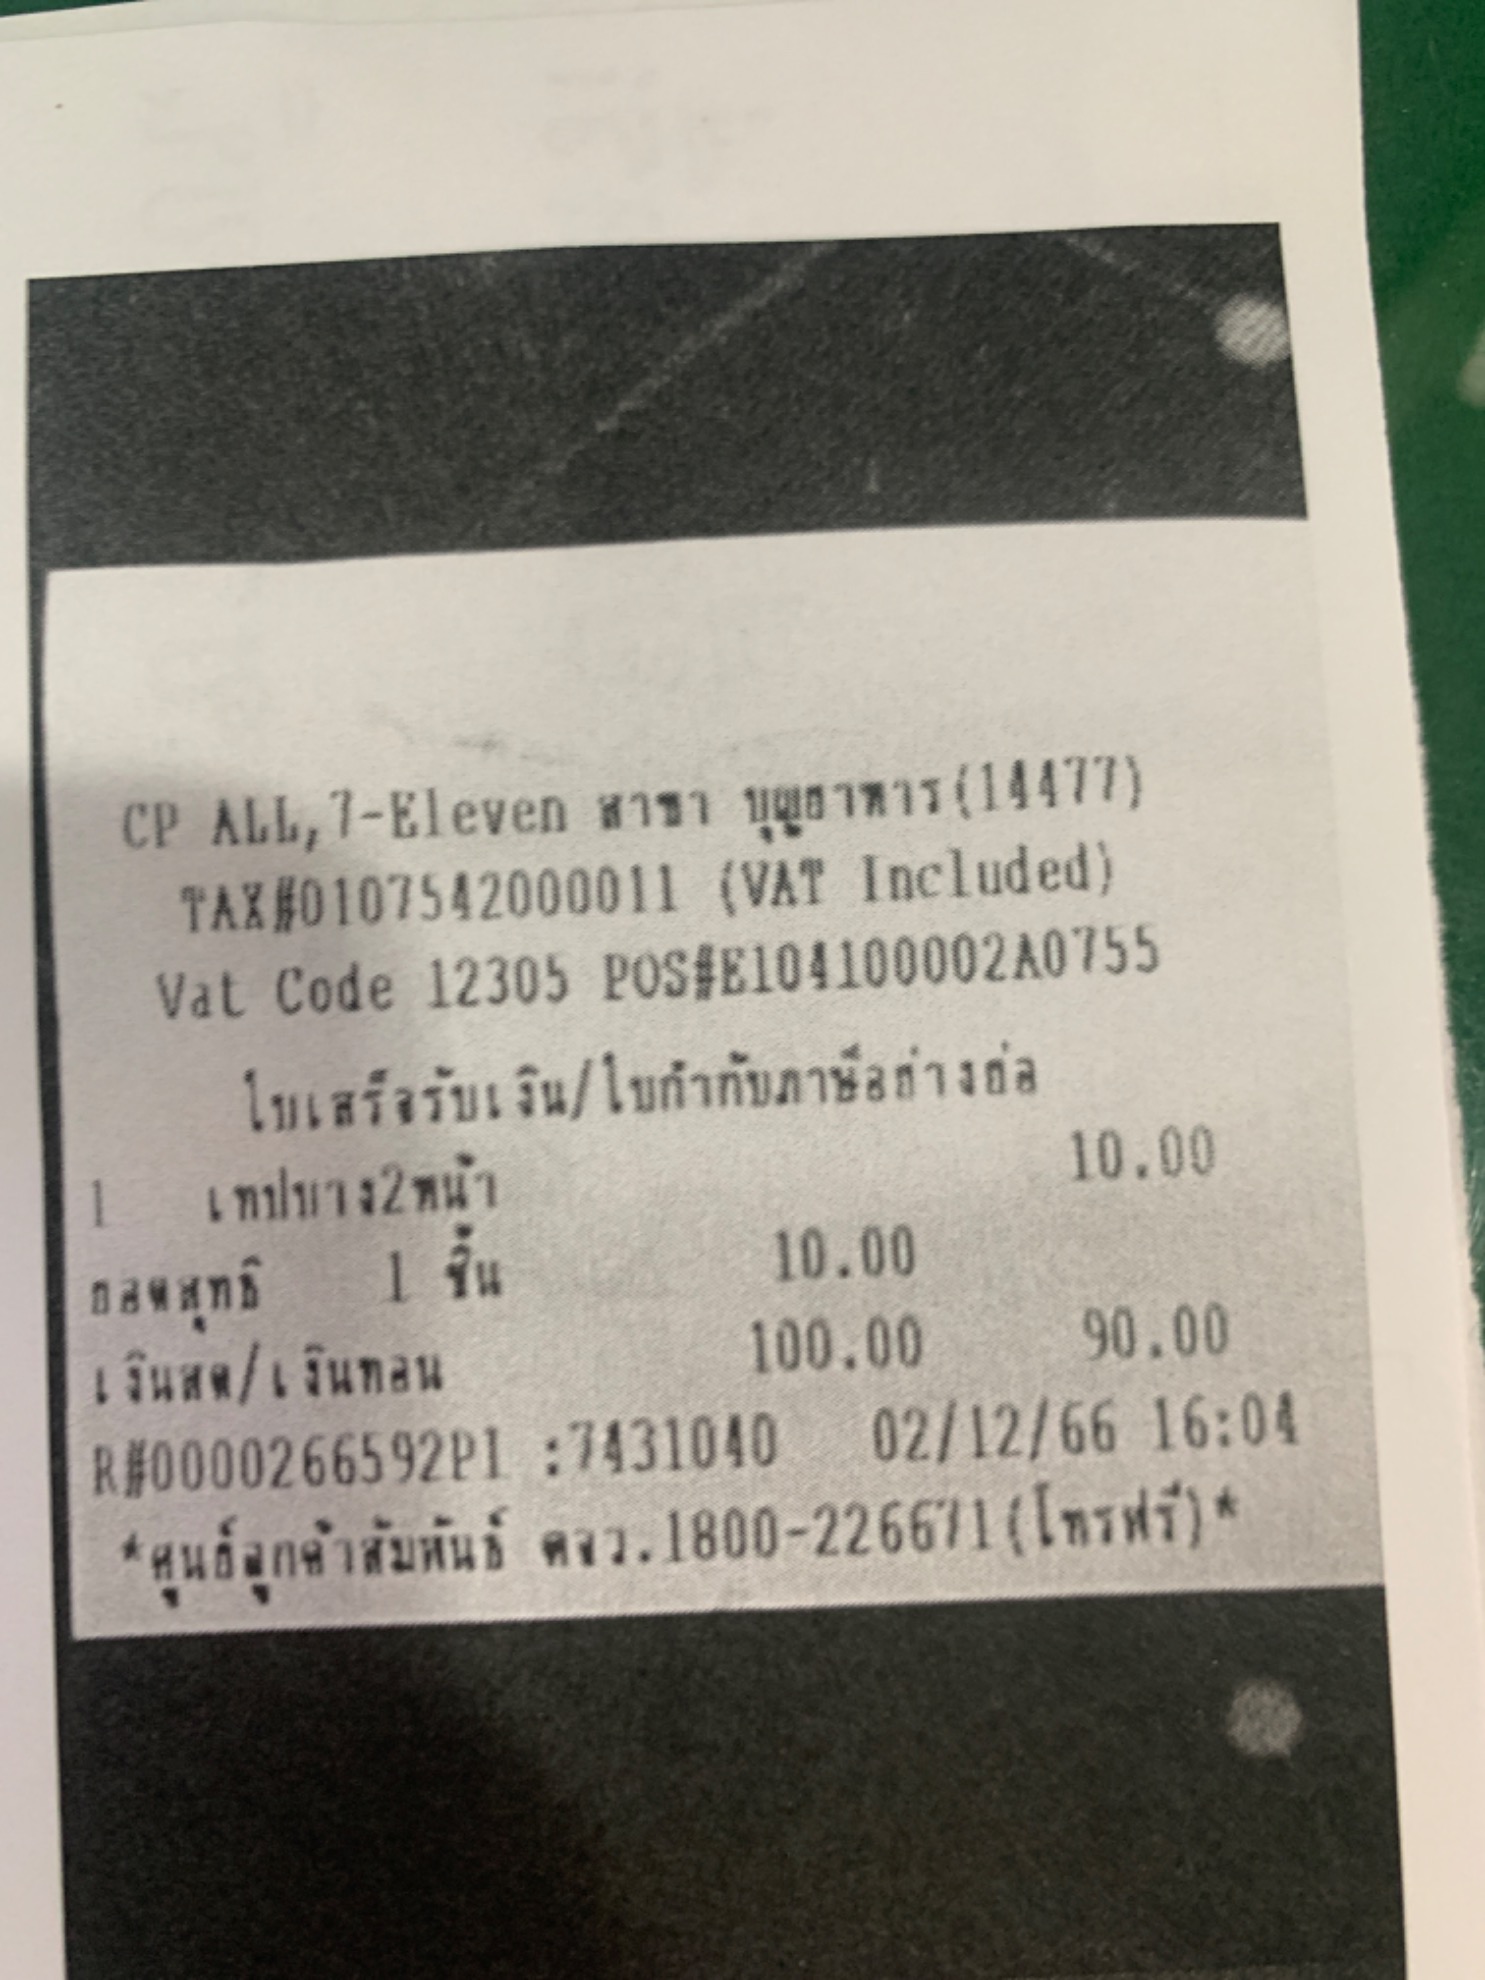 CP ALL,7-Eleven สาขา บุญยาหาร(14477)
TAX#0107542000011 (VAT Included)
Vat Code 12305 POS#E104100002A0755
ใบเสร็จรับเงิน/ใบกำกับภาษีอย่างย่อ
1 เทปบาง2หน้า 10.00
ยอดสุทธิ 1 ชิ้น 10.00
เงินสด/เงินทอน 100.00 90.00
R#0000266592P1 :7431040 02/12/66 16:04
*ศูนย์ลูกค้าสัมพันธ์ ตจว.1800-226671(โทรฟรี)*